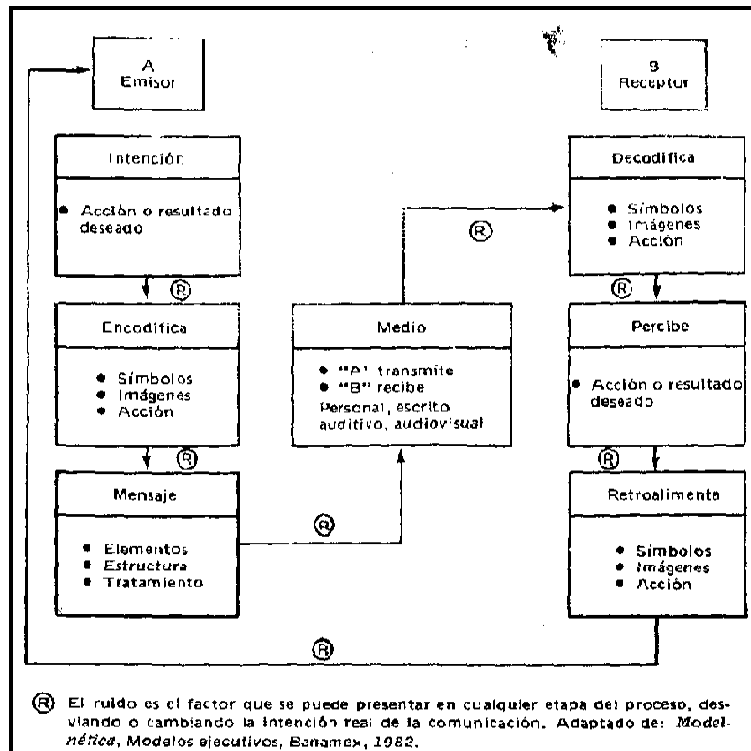 A
Emisor
B
Receptor
Intención
• Acción o resultado
deseado
Ⓡ
Encodifica
• Símbolos
• Imágenes
• Acción
Ⓡ
Mensaje
• Elementos
• Estructura
• Tratamiento
Ⓡ
Medio
• "A" transmite
• "B" recibe
Personal, escrito
auditivo, audiovisual
Ⓡ
Decodifica
• Símbolos
• Imágenes
• Acción
Ⓡ
Percibe
• Acción o resultado
deseado
Ⓡ
Retroalimenta
• Símbolos
• Imágenes
• Acción
Ⓡ
Ⓡ El ruido es el factor que se puede presentar en cualquier etapa del proceso, des-
viando o cambiando la intención real de la comunicación. Adaptado de: Model-
nética, Modelos ejecutivos, Banamex, 1982.